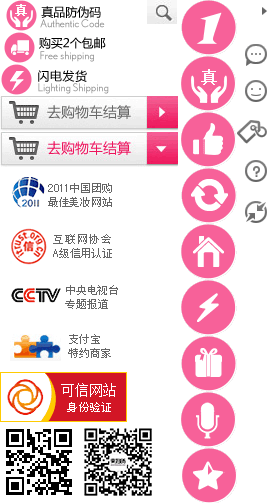 真
真品防伪码
Authentic Code
购买2个包邮
Free shipping
闪电发货
Lighting Shipping
去购物车结算
去购物车结算
2011
2011中国团购
最佳美妆网站
信
互联网协会
A级信用认证
CCTV
中央电视台
专题报道
支付宝
特约商家
可信网站
身份验证
1
真